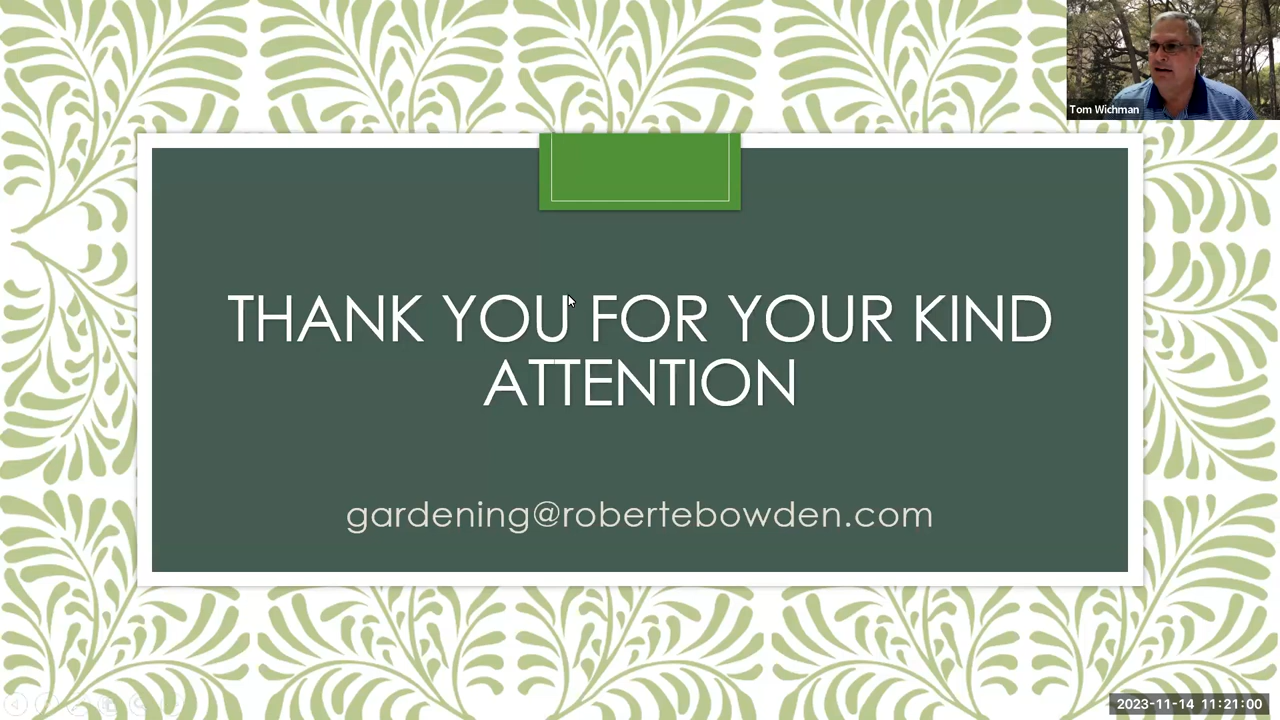 Tom Wichman
THANK YOU FOR YOUR KIND
ATTENTION
gardening@robertebowden.com
2023-11-14 11:21:00